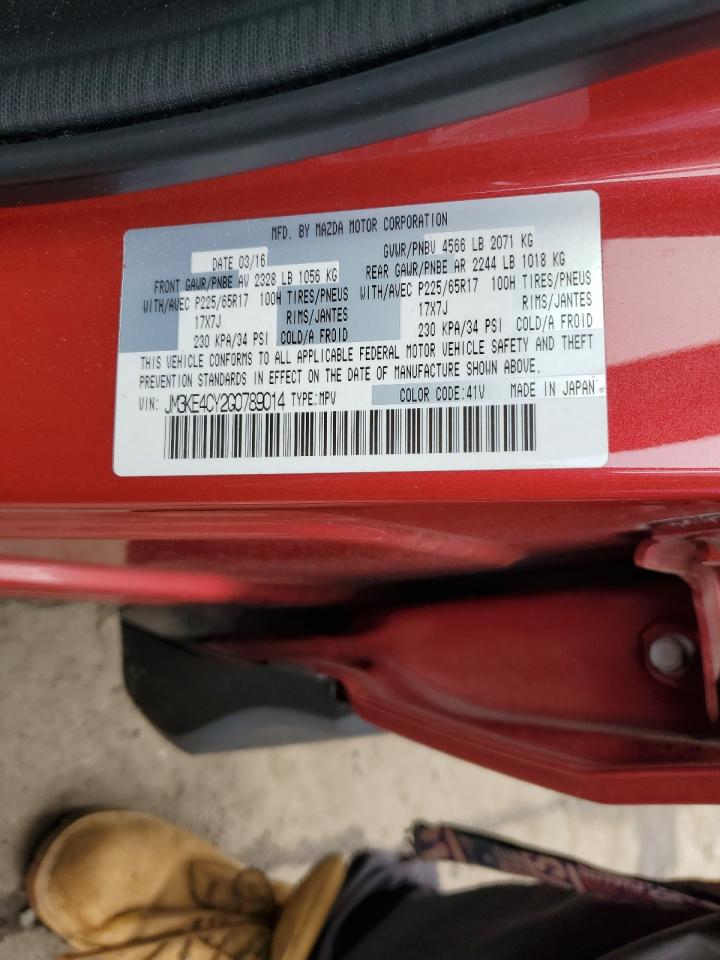 MFD. BY MAZDA MOTOR CORPORATION
DATE 03/16 GVWR/PNBV 4566 LB 2071 KG
FRONT GAWR/PNBE AV 2328 LB 1056 KG REAR GAWR/PNBE AR 2244 LB 1018 KG
WITH/AVEC P225/65R17 100H TIRES/PNEUS WITH/AVEC P225/65R17 100H TIRES/PNEUS
17X7J RIMS/JANTES 17X7J RIMS/JANTES
230 KPA/34 PSI COLD/A FROID 230 KPA/34 PSI COLD/A FROID
THIS VEHICLE CONFORMS TO ALL APPLICABLE FEDERAL MOTOR VEHICLE SAFETY AND THEFT
PREVENTION STANDARDS IN EFFECT ON THE DATE OF MANUFACTURE SHOWN ABOVE.
VIN: JM3KE4CY2G0789014 TYPE:MPV COLOR CODE:41V MADE IN JAPAN